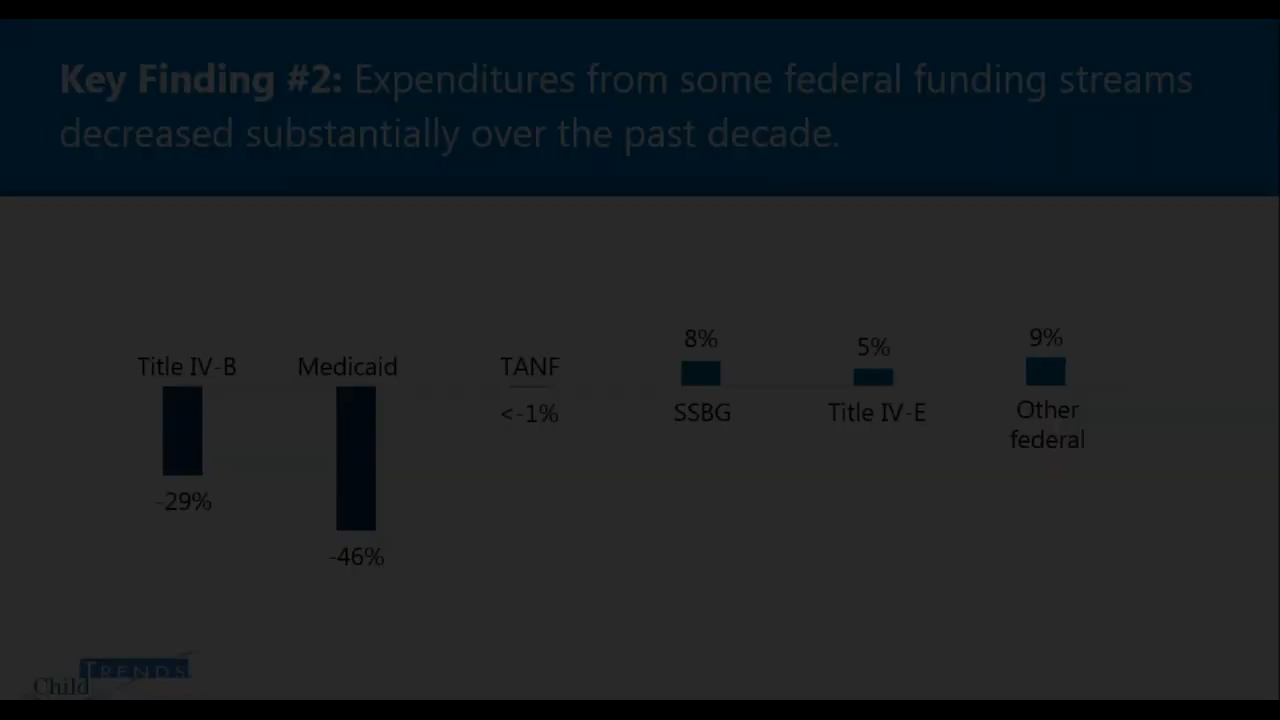 Key Finding #2: Expenditures from some federal funding streams
decreased substantially over the past decade.
Title IV-B
-29%
Medicaid
-46%
TANF
<-1%
8%
SSBG
5%
Title IV-E
9%
Other
federal
Child
TRENDS